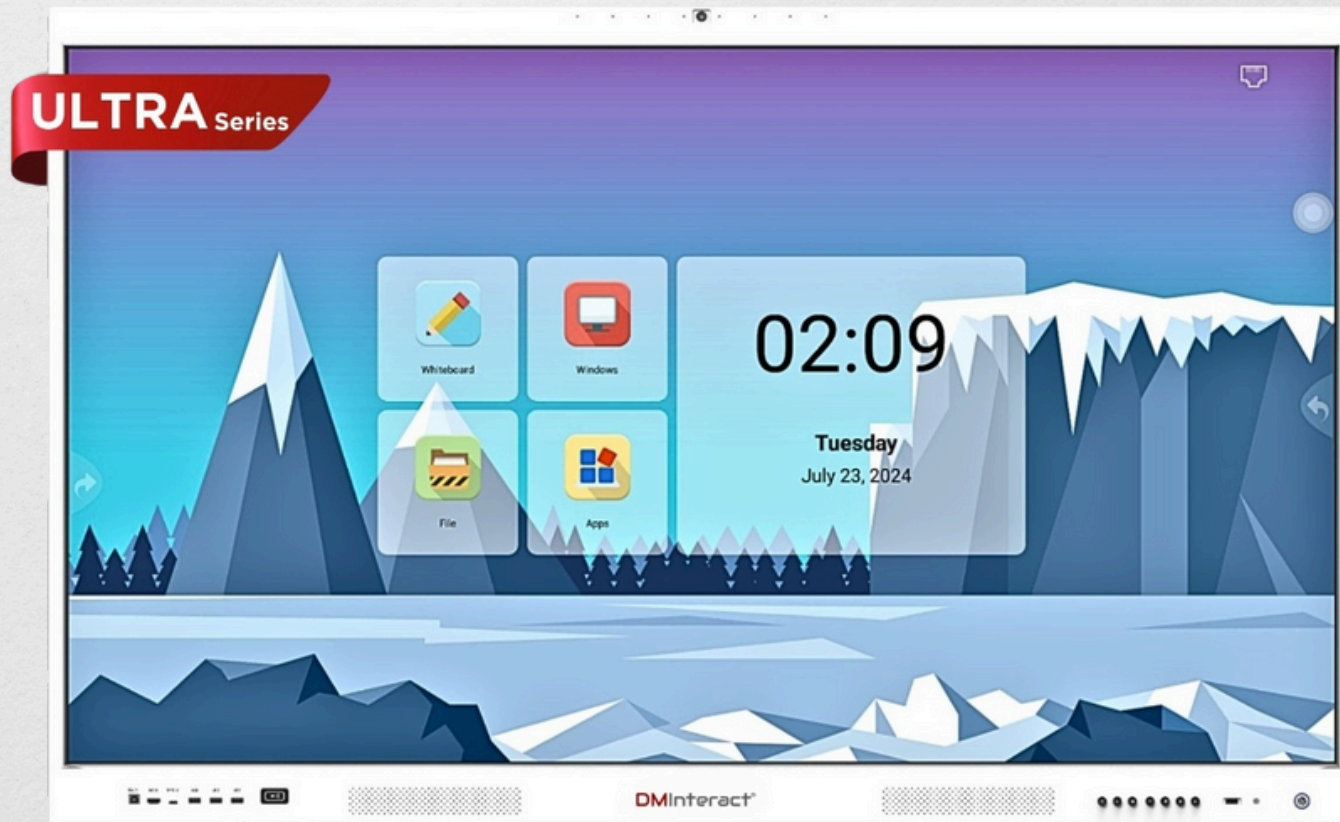 ULTRA Series
Whiteboard
Windows
02:09
Tuesday
July 23, 2024
File
Apps
DMInteract